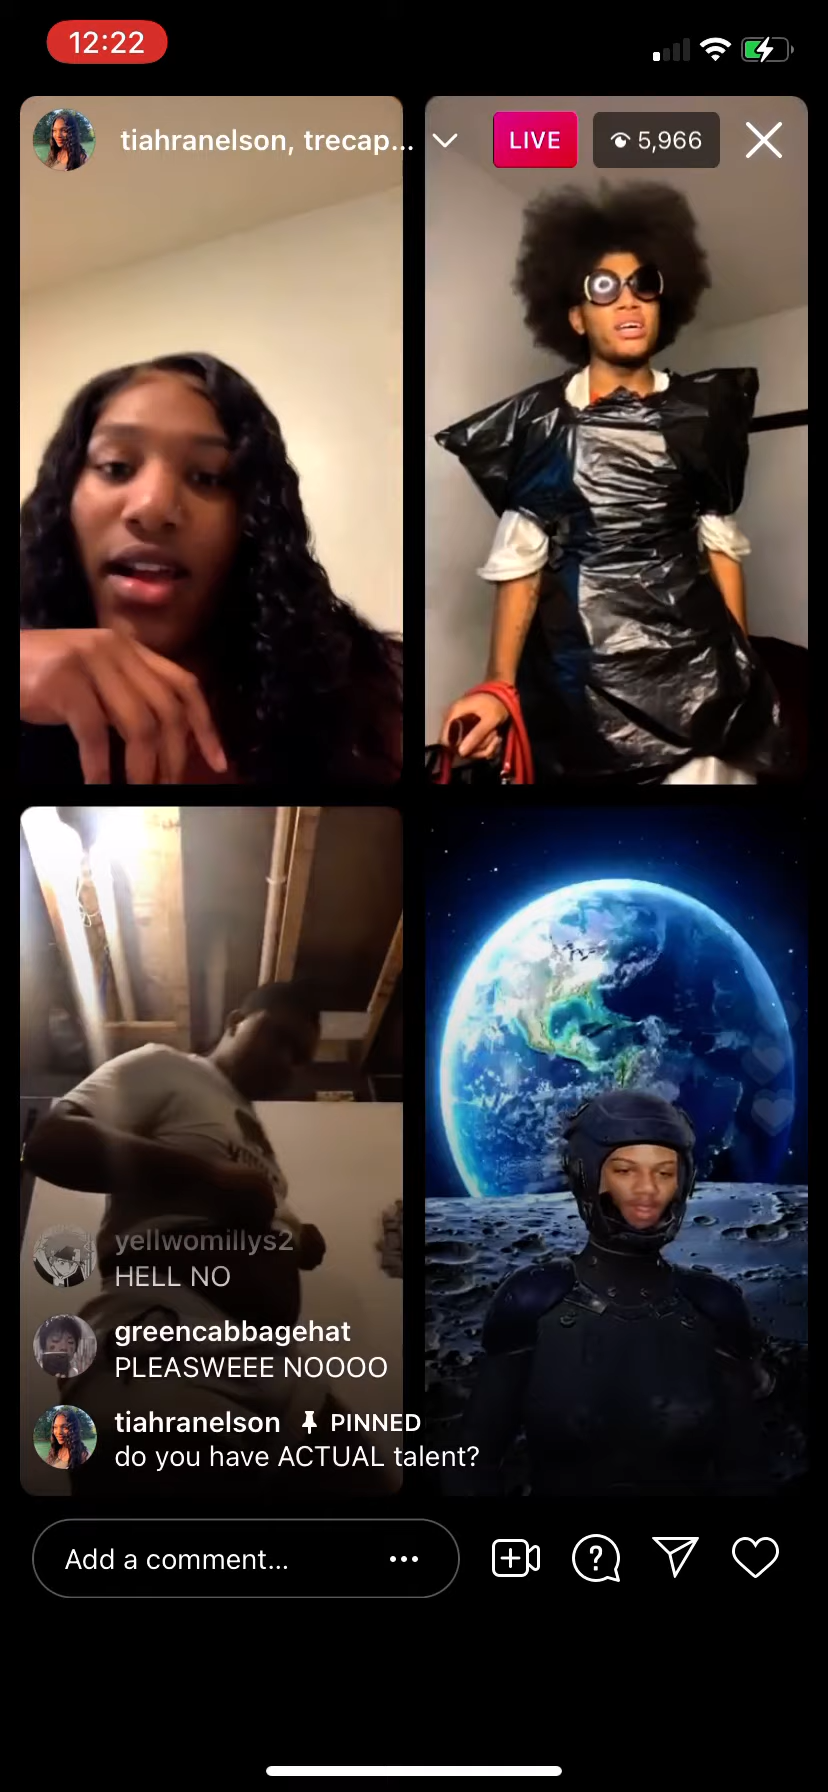 12:22
tiahranelson, trecap...
LIVE
5,966
yellwomillys2
HELL NO
greencabbagehat
PLEASWEEE NOOOO
tiahranelson PINNED
do you have ACTUAL talent?
Add a comment...